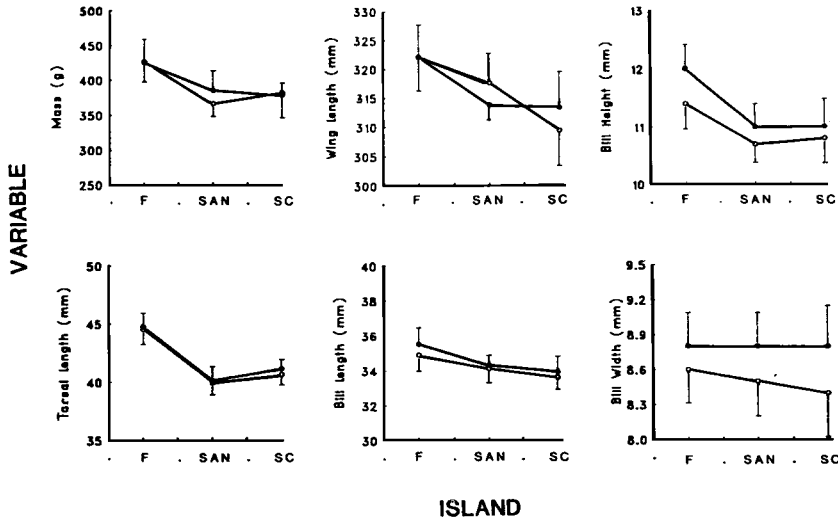 VARIABLE
Mass (g)
500
450
400
350
300
250
. F . SAN . SC
Wing Length (mm)
330
325
320
315
310
305
300
. F . SAN . SC
Bill Height (mm)
13
12
11
10
. F . SAN . SC
Tarsal Length (mm)
50
45
40
35
. F . SAN . SC
Bill Length (mm)
40
38
36
34
32
30
. F . SAN . SC
Bill Width (mm)
9.5
9.2
8.9
8.6
8.3
8.0
. F . SAN . SC
ISLAND